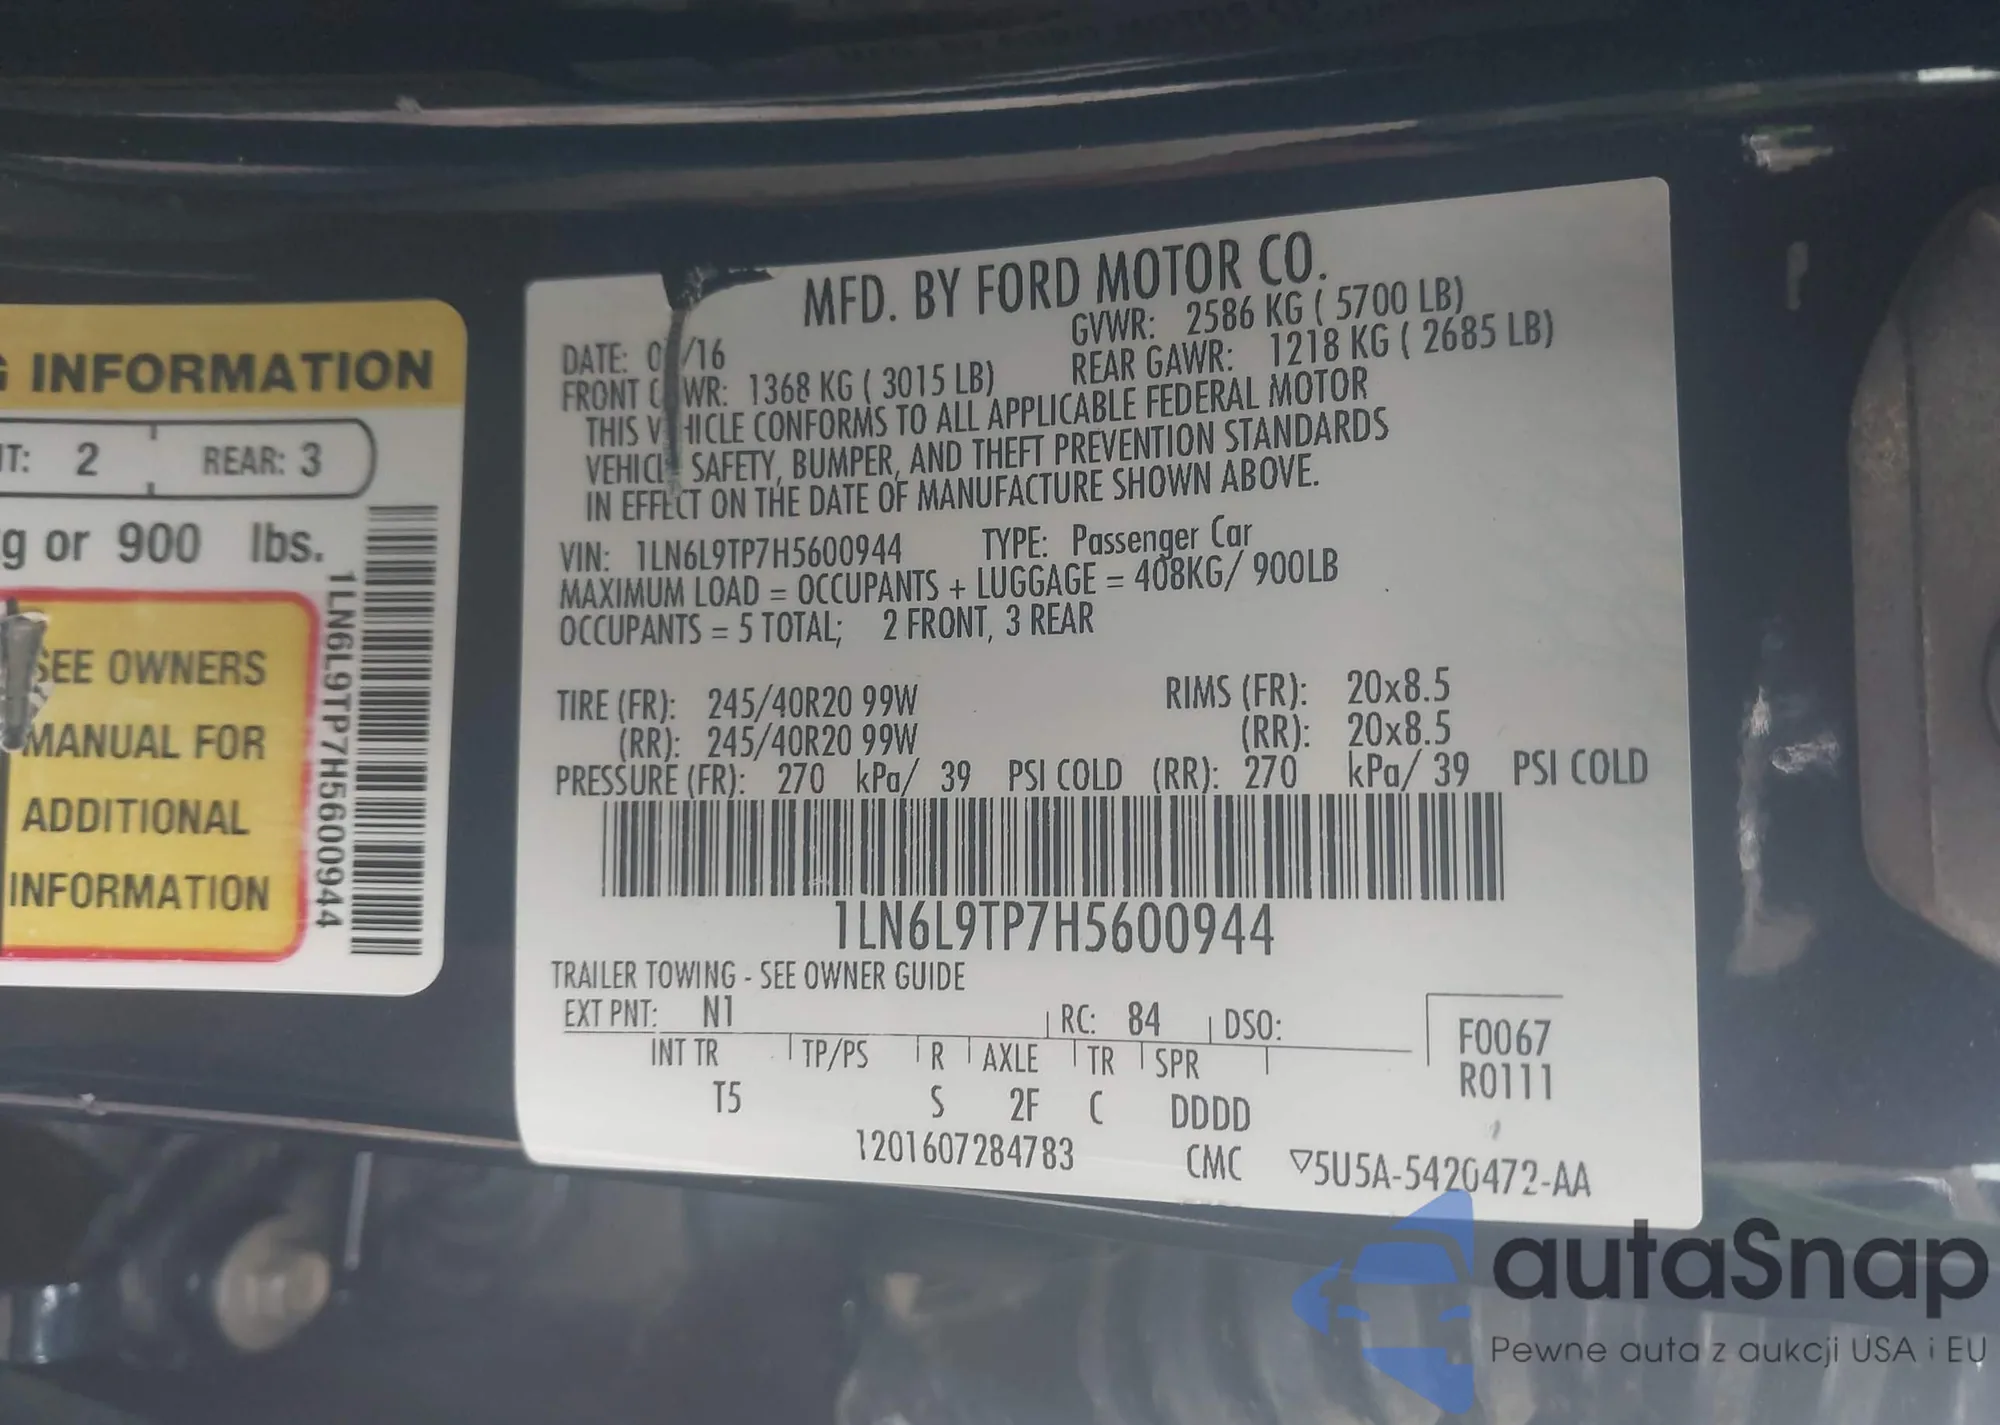 INFORMATION
2
REAR: 3
or 900 lbs.
SEE OWNERS
MANUAL FOR
ADDITIONAL
INFORMATION
1LN6L9TP7H5600944
MFD. BY FORD MOTOR CO.
DATE: 0 /16
GVWR: 2586 KG ( 5700 LB)
FRONT G WR: 1368 KG ( 3015 LB)
REAR GAWR: 1218 KG ( 2685 LB)
THIS V HICLE CONFORMS TO ALL APPLICABLE FEDERAL MOTOR
VEHICL SAFETY, BUMPER, AND THEFT PREVENTION STANDARDS
IN EFFECT ON THE DATE OF MANUFACTURE SHOWN ABOVE.
VIN: 1LN6L9TP7H5600944 TYPE: Passenger Car
MAXIMUM LOAD = OCCUPANTS + LUGGAGE = 408KG/ 900LB
OCCUPANTS = 5 TOTAL; 2 FRONT, 3 REAR
TIRE (FR): 245/40R20 99W RIMS (FR): 20x8.5
(RR): 245/40R20 99W (RR): 20x8.5
PRESSURE (FR): 270 kPa/ 39 PSI COLD (RR): 270 kPa/ 39 PSI COLD
1LN6L9TP7H5600944
TRAILER TOWING - SEE OWNER GUIDE
EXT PNT: N1 RC: 84 DSO:
INT TR TP/PS R AXLE TR SPR
T5 S 2F C DDDD
F0067
R0111
1201607284783 CMC ▽5U5A-5420472-AA
autaSnap
Pewne auta z aukcji USA i EU